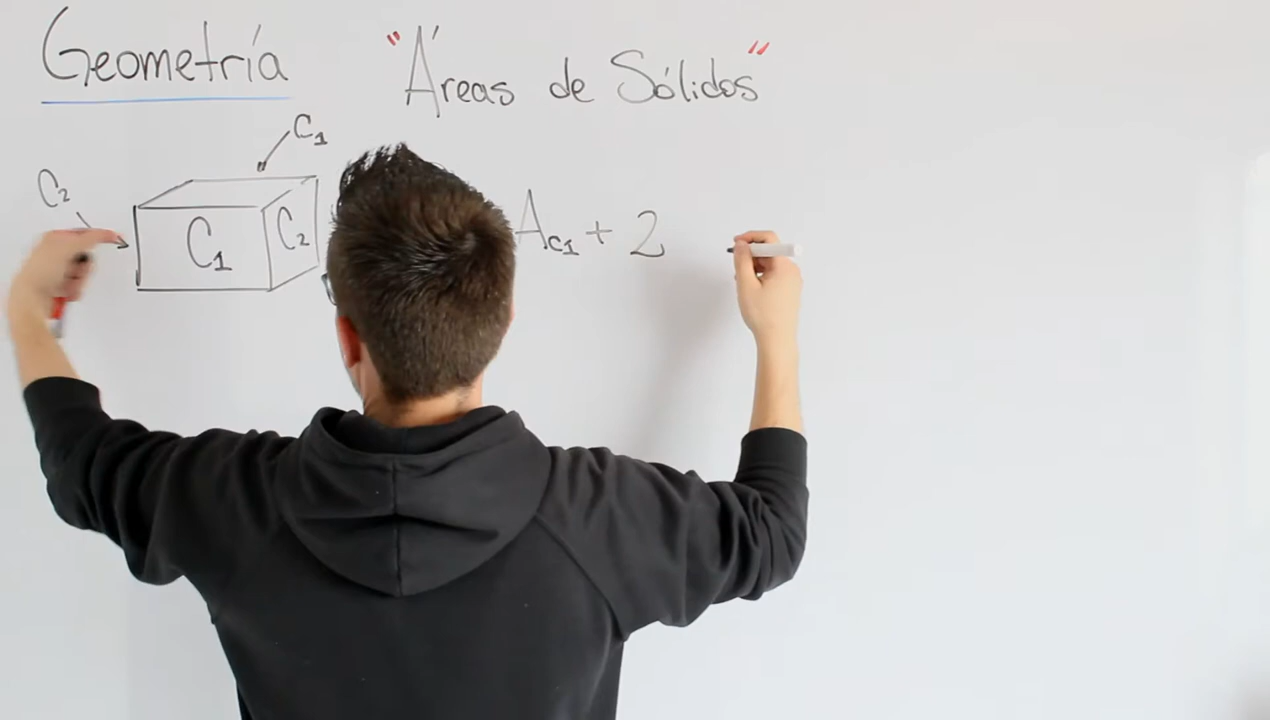 Geometría
"Áreas de Sólidos"
C1
C2
C1
C2
Ac1 + 2